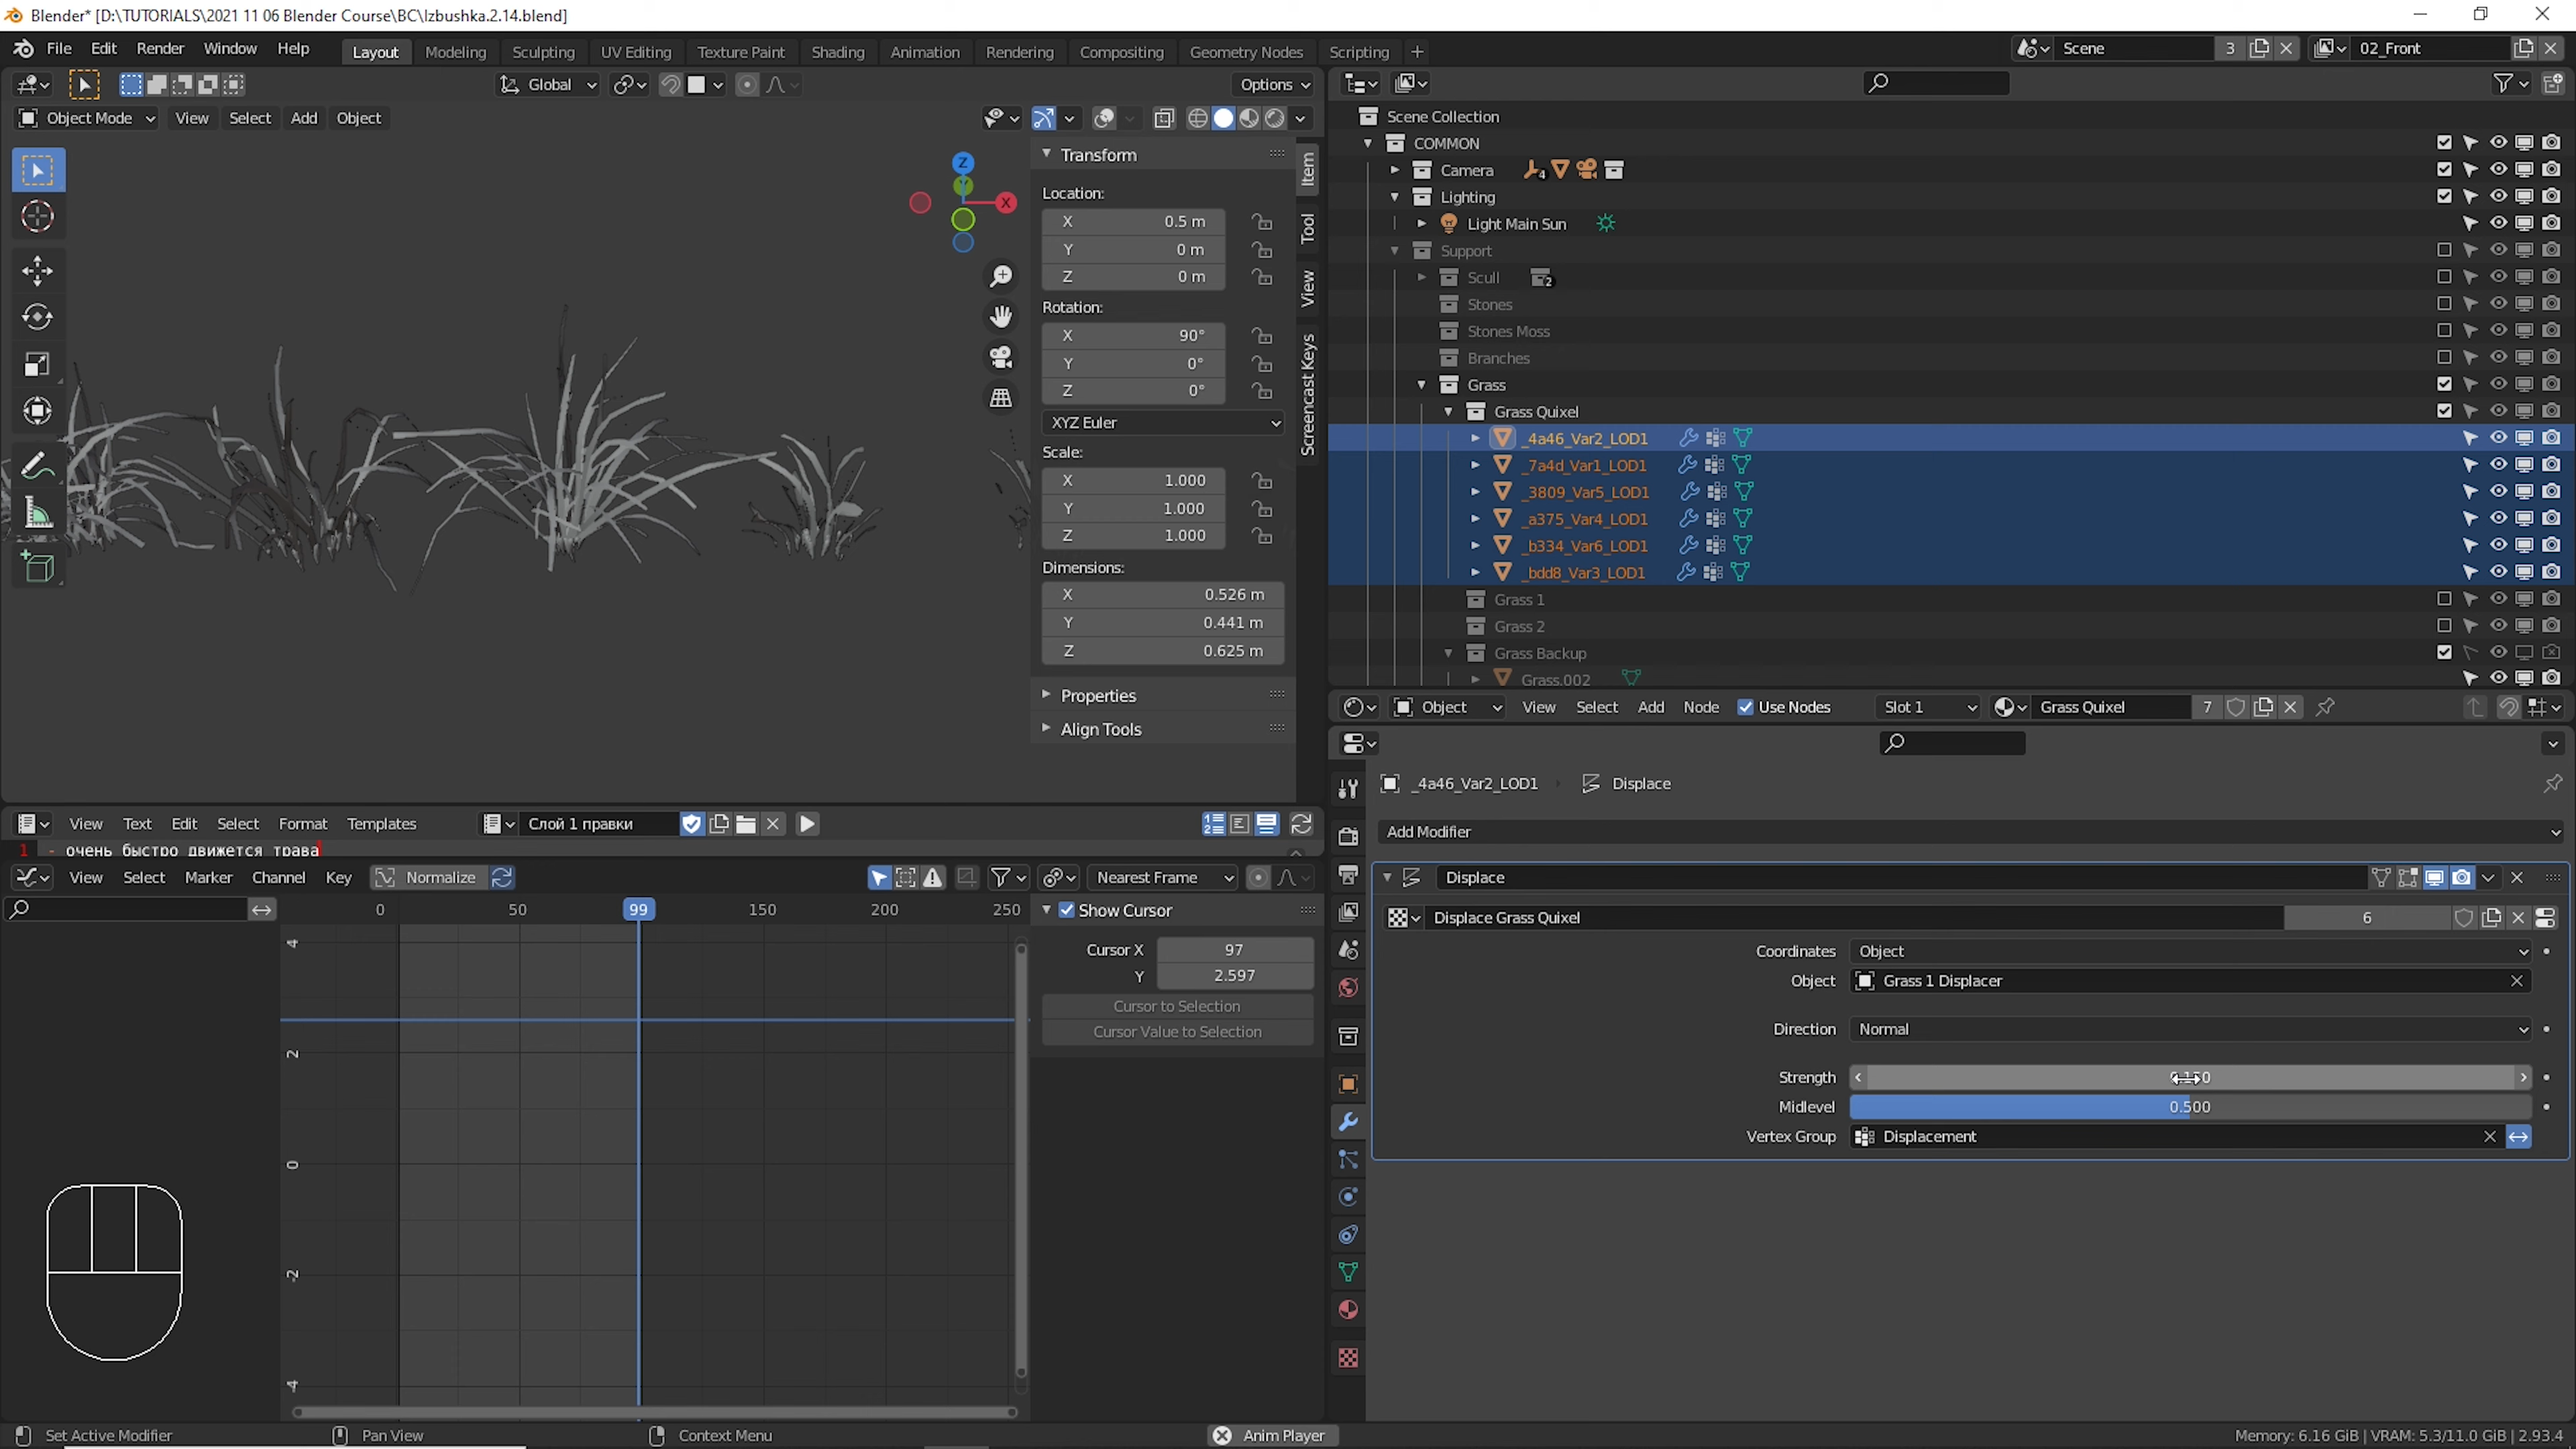 Blender* [D:\TUTORIALS\2021 11 06 Blender Course\BC\Izbushka.2.14.blend]
File Edit Render Window Help Layout Modeling Sculpting UV Editing Texture Paint Shading Animation Rendering Compositing Geometry Nodes Scripting + Scene 3 02_Front
Global Options
Object Mode View Select Add Object
Scene Collection
COMMON
Camera 4
Lighting
Light Main Sun
Support
Scull 2
Stones
Stones Moss
Branches
Grass
Grass Quixel
_4a46_Var2_LOD1
_7a4d_Var1_LOD1
_3809_Var5_LOD1
_a375_Var4_LOD1
_b334_Var6_LOD1
_bdd8_Var3_LOD1
Grass 1
Grass 2
Grass Backup
Grass.002
Z
Y
X
Transform
Location:
X 0.5 m
Y 0 m
Z 0 m
Rotation:
X 90°
Y 0°
Z 0°
XYZ Euler
Scale:
X 1.000
Y 1.000
Z 1.000
Dimensions:
X 0.526 m
Y 0.441 m
Z 0.625 m
Properties
Align Tools
Item
Tool
View
Screencast Keys
Object View Select Add Node Use Nodes Slot 1 Grass Quixel 7
_4a46_Var2_LOD1 Displace
Add Modifier
Displace
Displace Grass Quixel 6
Coordinates Object
Object Grass 1 Displacer
Direction Normal
Strength
Midlevel 0.500
Vertex Group Displacement
View Text Edit Select Format Templates Слой 1 правки
1 - очень быстро движется трава
View Select Marker Channel Key Normalize Nearest Frame
0 50 99 150 200 250
4
2
0
-2
-4
Show Cursor
Cursor X 97
Y 2.597
Cursor to Selection
Cursor Value to Selection
Set Active Modifier Pan View Context Menu Anim Player Memory: 6.16 GiB | VRAM: 5.3/11.0 GiB | 2.93.4